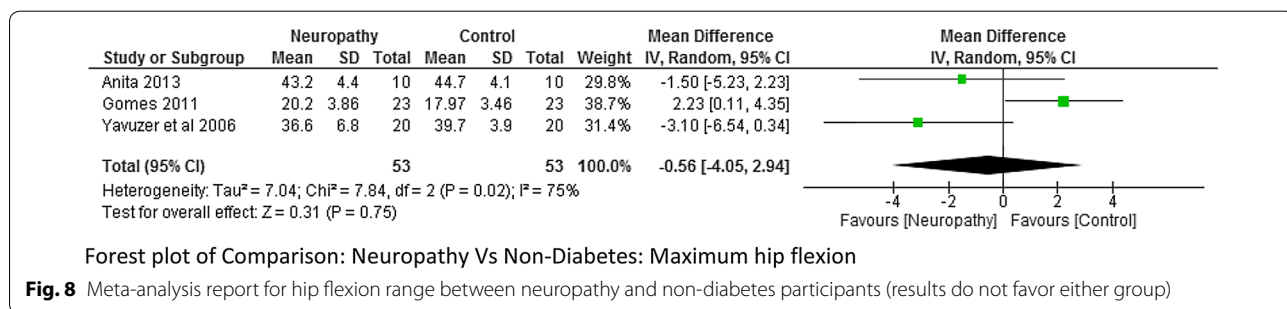 Neuropathy Control Mean Difference Mean Difference
Study or Subgroup Mean SD Total Mean SD Total Weight IV, Random, 95% CI IV, Random, 95% CI
Anita 2013 43.2 4.4 10 44.7 4.1 10 29.8% -1.50 [-5.23, 2.23]
Gomes 2011 20.2 3.86 23 17.97 3.46 23 38.7% 2.23 [0.11, 4.35]
Yavuzer et al 2006 36.6 6.8 20 39.7 3.9 20 31.4% -3.10 [-6.54, 0.34]
Total (95% CI) 53 53 100.0% -0.56 [-4.05, 2.94]
Heterogeneity: Tau² = 7.04; Chi² = 7.84, df = 2 (P = 0.02); I² = 75%
Test for overall effect: Z = 0.31 (P = 0.75)
-4 -2 0 2 4
Favours [Neuropathy] Favours [Control]
Forest plot of Comparison: Neuropathy Vs Non-Diabetes: Maximum hip flexion
Fig. 8 Meta-analysis report for hip flexion range between neuropathy and non-diabetes participants (results do not favor either group)